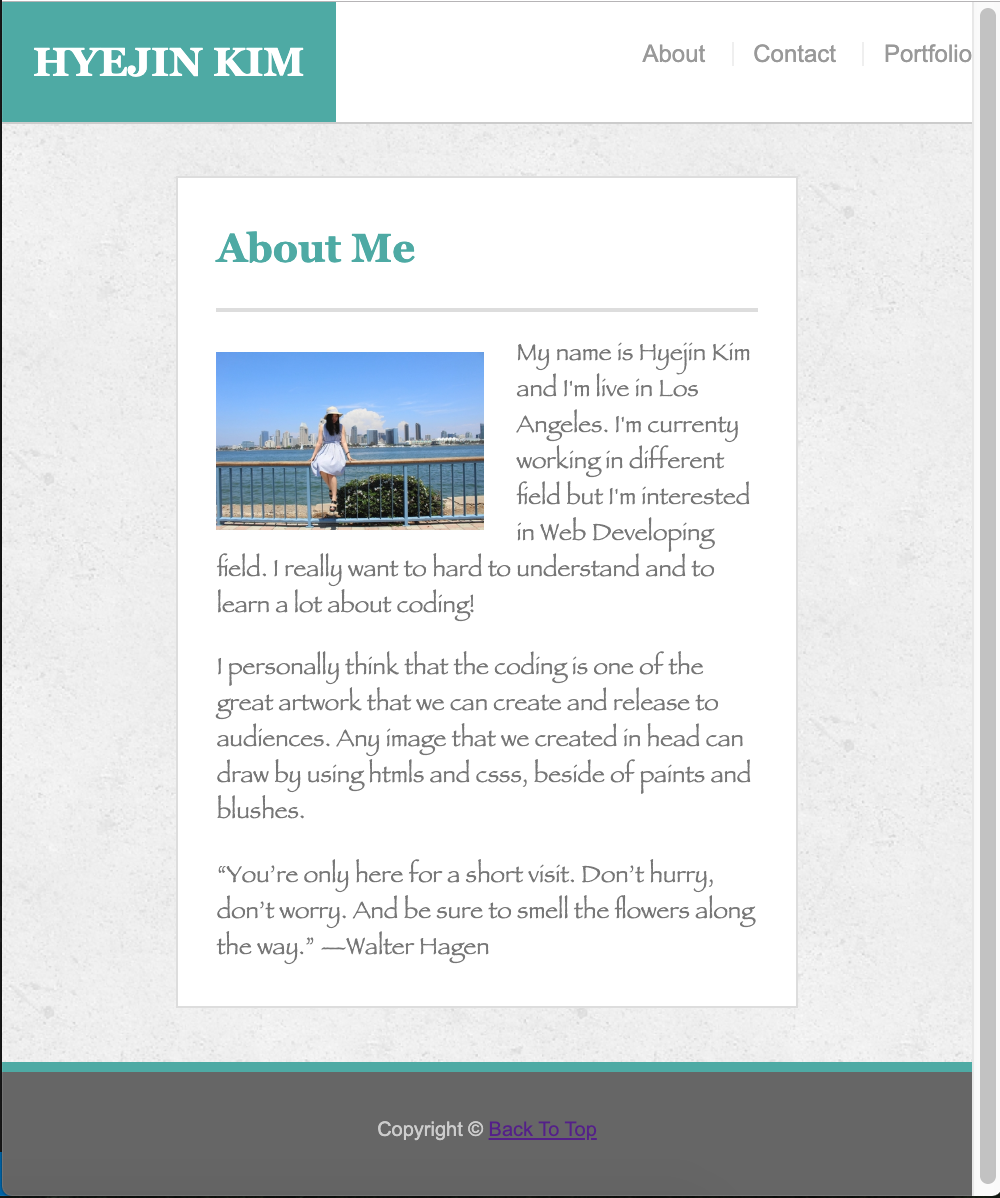 HYEJIN KIM
About
Contact
Portfolio
About Me
My name is Hyejin Kim
and I'm live in Los
Angeles. I'm currenty
working in different
field but I'm interested
in Web Developing
field. I really want to hard to understand and to
learn a lot about coding!
I personally think that the coding is one of the
great artwork that we can create and release to
audiences. Any image that we created in head can
draw by using htmls and csss, beside of paints and
blushes.
“You’re only here for a short visit. Don’t hurry,
don’t worry. And be sure to smell the flowers along
the way.” —Walter Hagen
Copyright © Back To Top